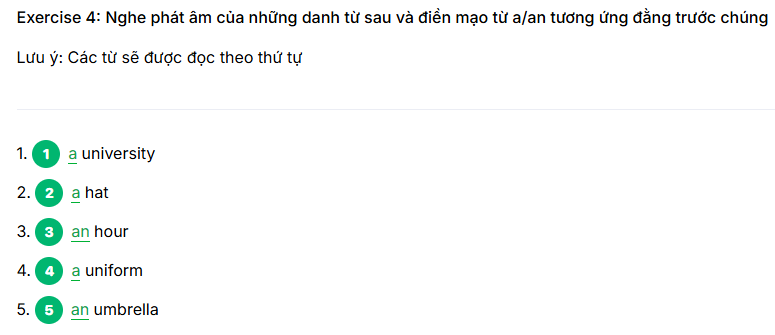 Exercise 4: Nghe phát âm của những danh từ sau và điền mạo từ a/an tương ứng đằng trước chúng
Lưu ý: Các từ sẽ được đọc theo thứ tự
1. 1 a university
2. 2 a hat
3. 3 an hour
4. 4 a uniform
5. 5 an umbrella